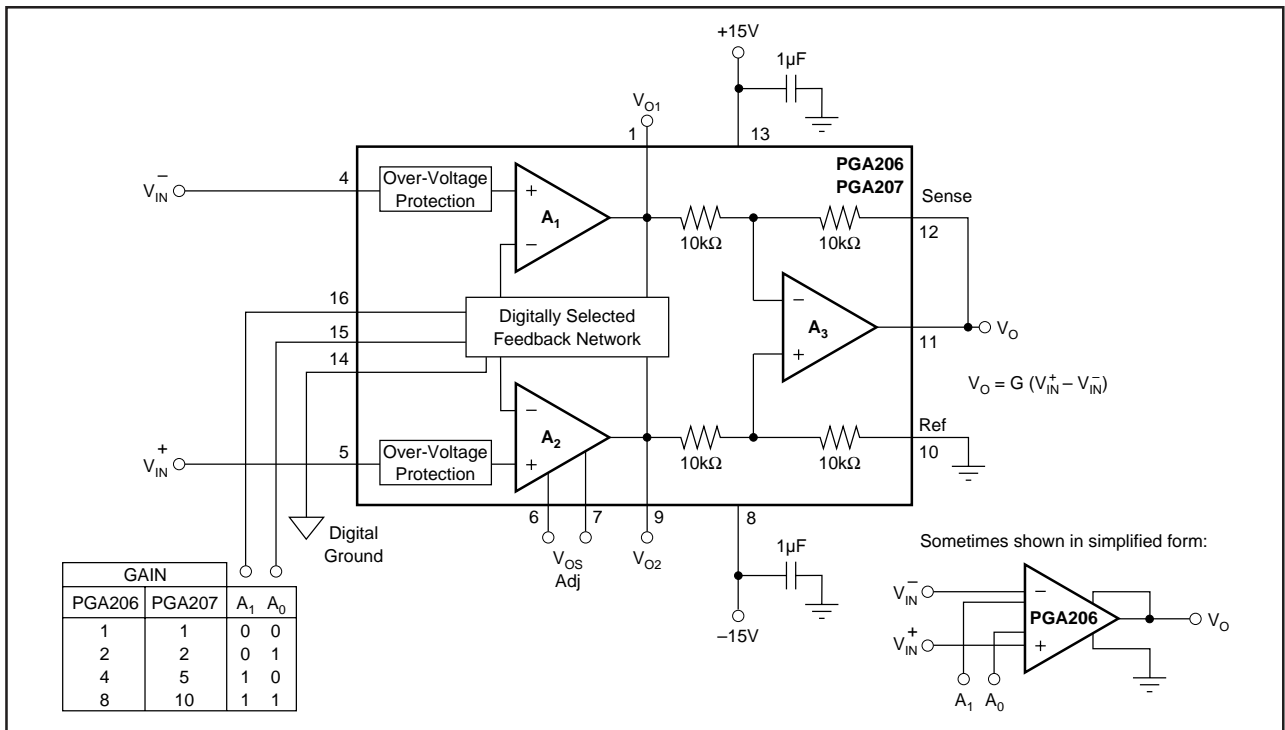 +15V
1µF
V_O1
1
13
PGA206
PGA207
V_IN^–
4
Over-Voltage
Protection
+
A_1
–
10kΩ
10kΩ
Sense
12
16
15
14
Digitally Selected
Feedback Network
–
A_3
+
11
V_O
V_O = G (V_IN^+ – V_IN^–)
V_IN^+
5
Over-Voltage
Protection
–
A_2
+
10kΩ
10kΩ
Ref
10
6
7
9
8
Digital
Ground
V_OS
Adj
V_O2
1µF
–15V
GAIN
PGA206 PGA207 A_1 A_0
1 1 0 0
2 2 0 1
4 5 1 0
8 10 1 1
Sometimes shown in simplified form:
V_IN^–
–
PGA206
V_O
V_IN^+
+
A_1 A_0